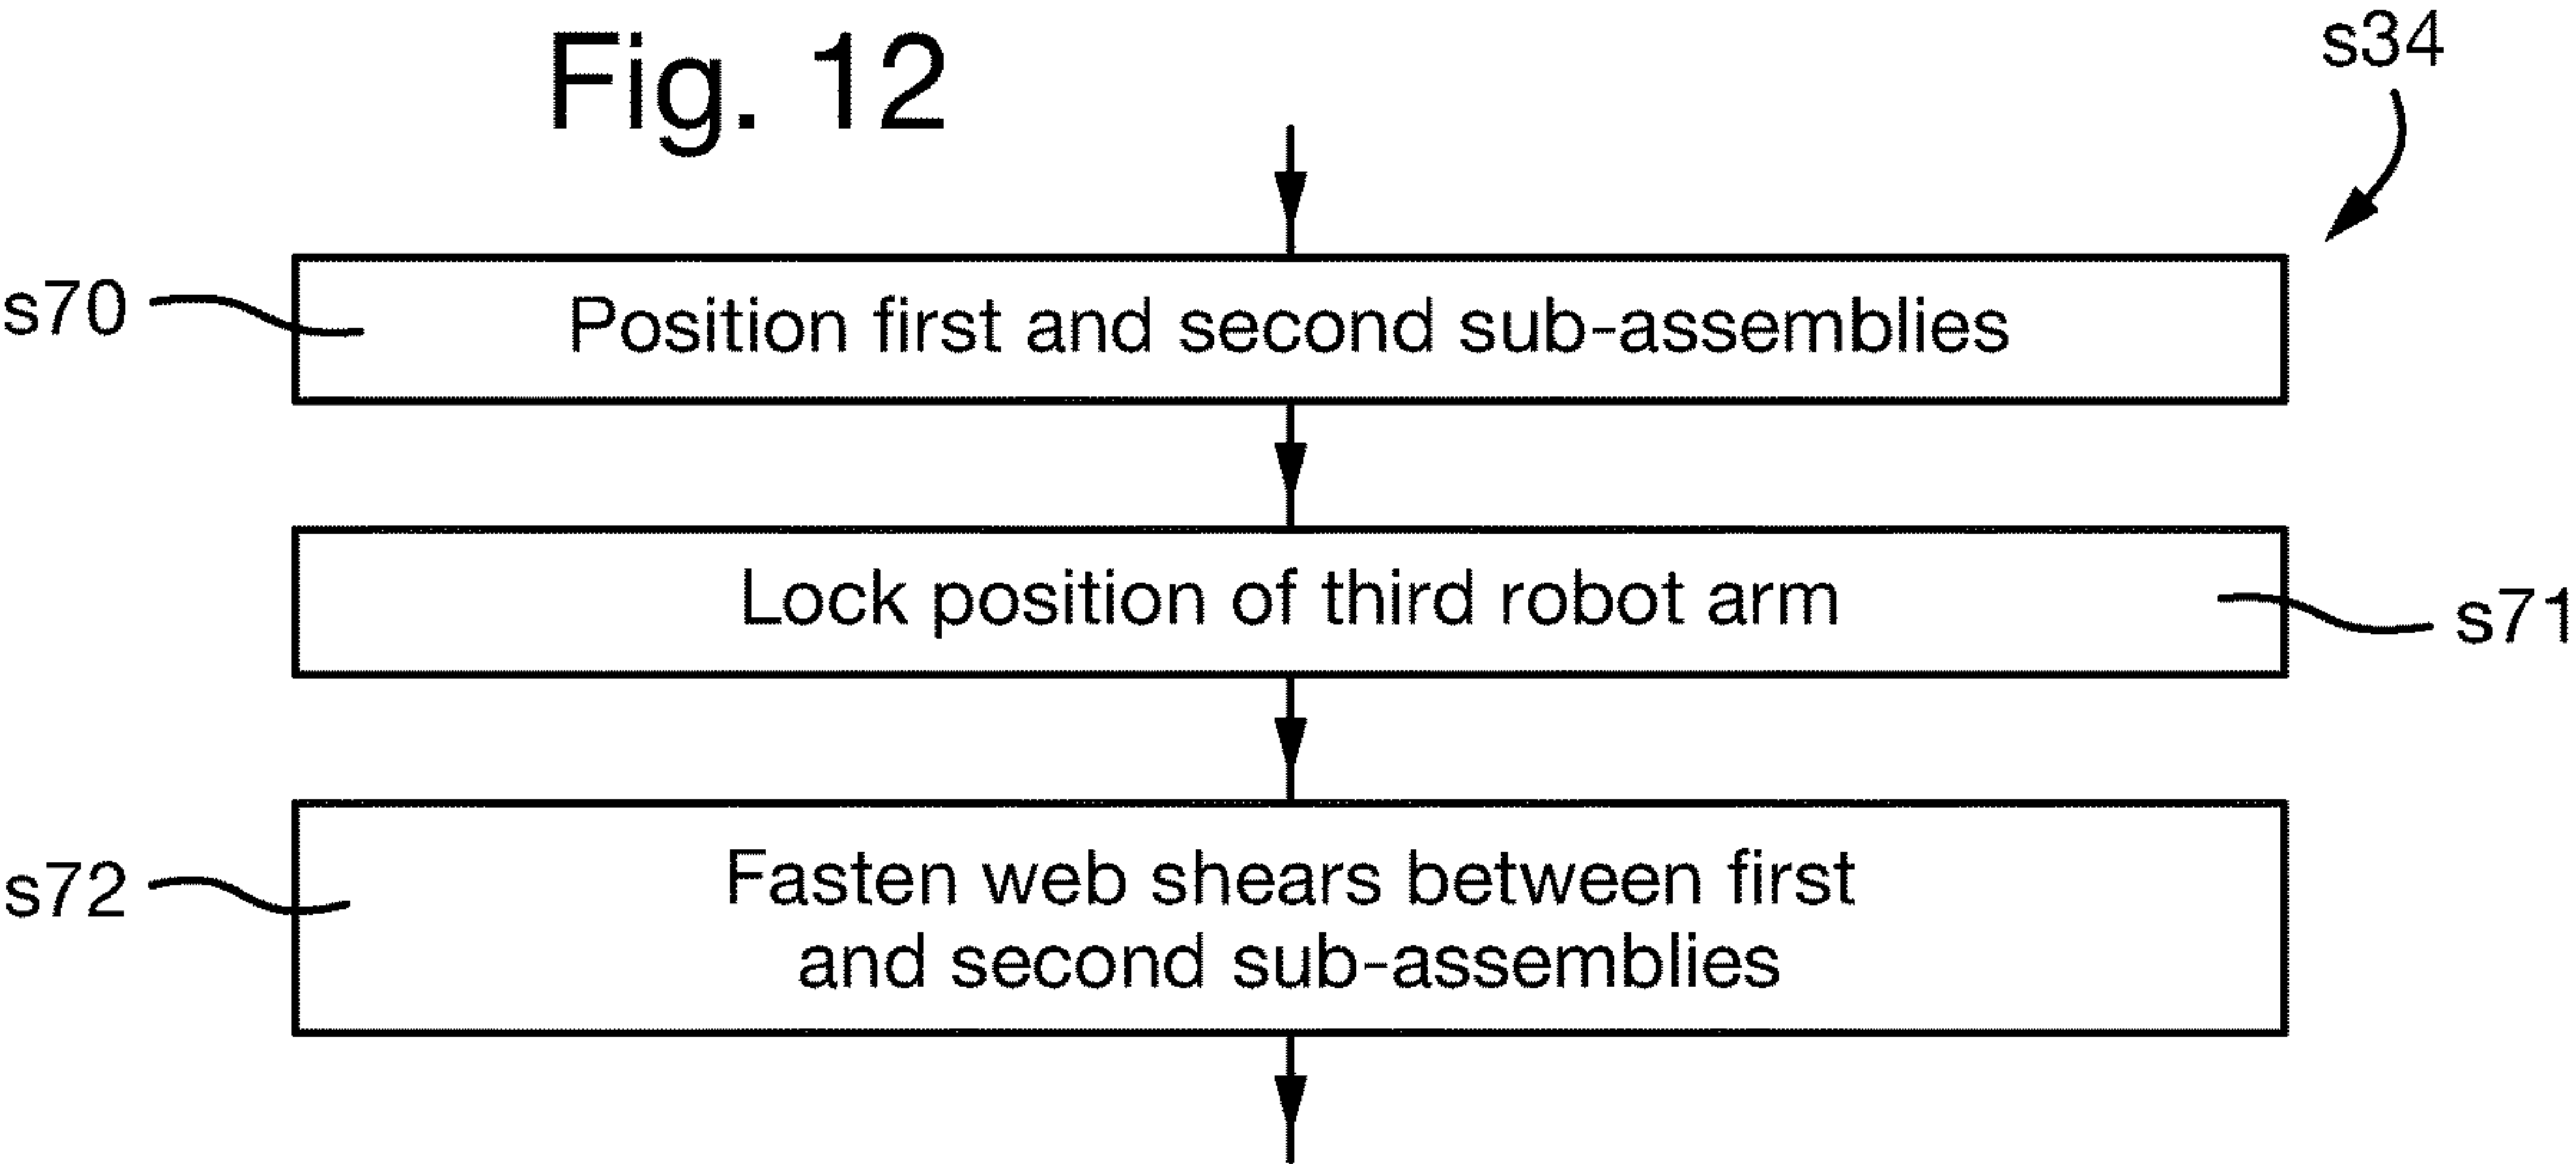 Fig. 12
s34
s70
Position first and second sub-assemblies
Lock position of third robot arm
s71
s72
Fasten web shears between first
and second sub-assemblies